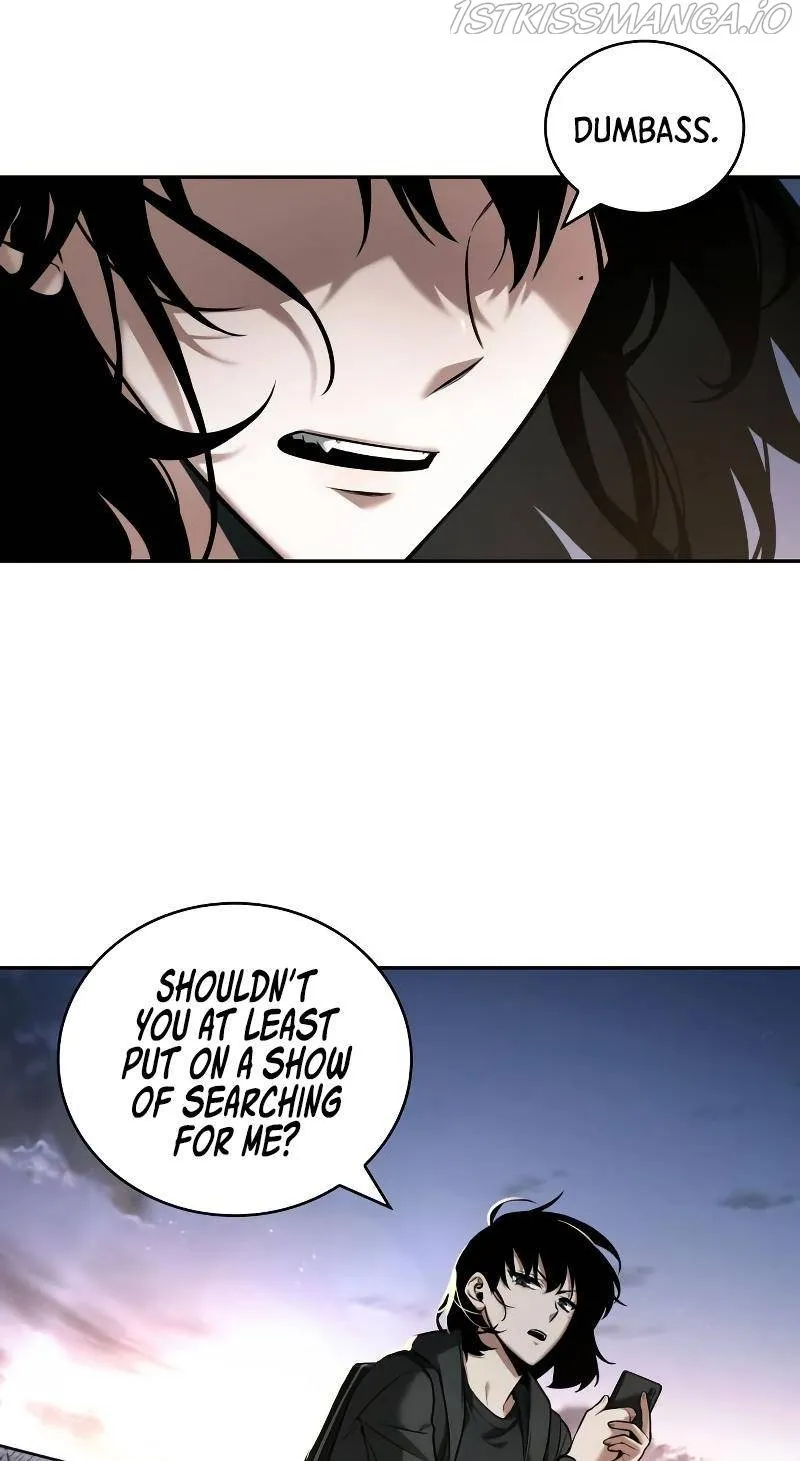 1STKISSMANGA.IO
DUMBASS.
SHOULDN'T
YOU AT LEAST
PUT ON A SHOW
OF SEARCHING
FOR ME?